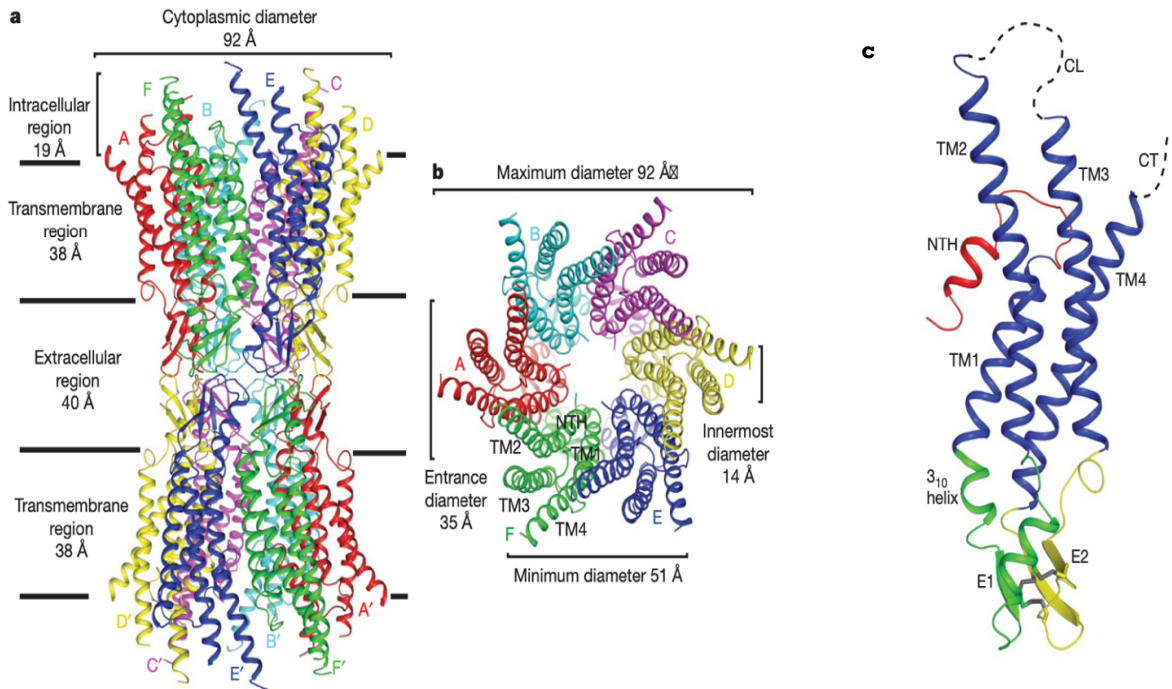 a
Cytoplasmic diameter
92 Å
Intracellular
region
19 Å
Transmembrane
region
38 Å
Extracellular
region
40 Å
Transmembrane
region
38 Å
F
B
E
C
D
A
D′
C′
E′
B′
F′
A′
b
Maximum diameter 92 Å☒
B
C
A
D
NTH
TM2
TM1
TM3
TM4
F
E
Entrance
diameter
35 Å
Innermost
diameter
14 Å
Minimum diameter 51 Å
c
CL
TM2
TM3
CT
NTH
TM4
TM1
3₁₀
helix
E1
E2